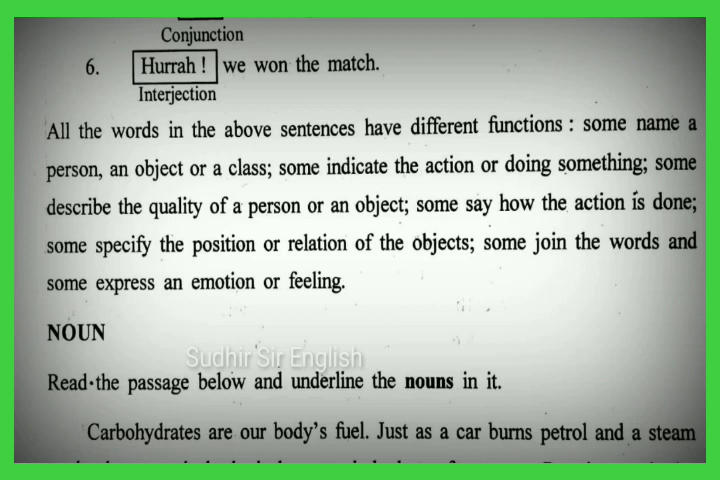 Conjunction
6. Hurrah ! we won the match.
Interjection
All the words in the above sentences have different functions : some name a
person, an object or a class; some indicate the action or doing something; some
describe the quality of a person or an object; some say how the action is done;
some specify the position or relation of the objects; some join the words and
some express an emotion or feeling.
NOUN
Sudhir Sir English
Read the passage below and underline the nouns in it.
Carbohydrates are our body's fuel. Just as a car burns petrol and a steam